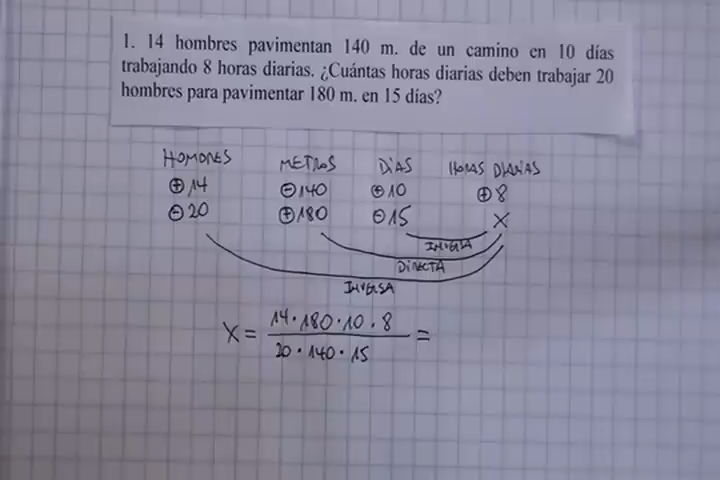 1. 14 hombres pavimentan 140 m. de un camino en 10 días
trabajando 8 horas diarias. ¿Cuántas horas diarias deben trabajar 20
hombres para pavimentar 180 m. en 15 días?
HOMBRES METROS DÍAS HORAS DIARIAS
⊕ 14 ⊖ 140 ⊕ 10 ⊕ 8
⊖ 20 ⊕ 180 ⊖ 15 X
INVERSA
DIRECTA
INVERSA
X = 14 · 180 · 10 · 8 / 20 · 140 · 15 =